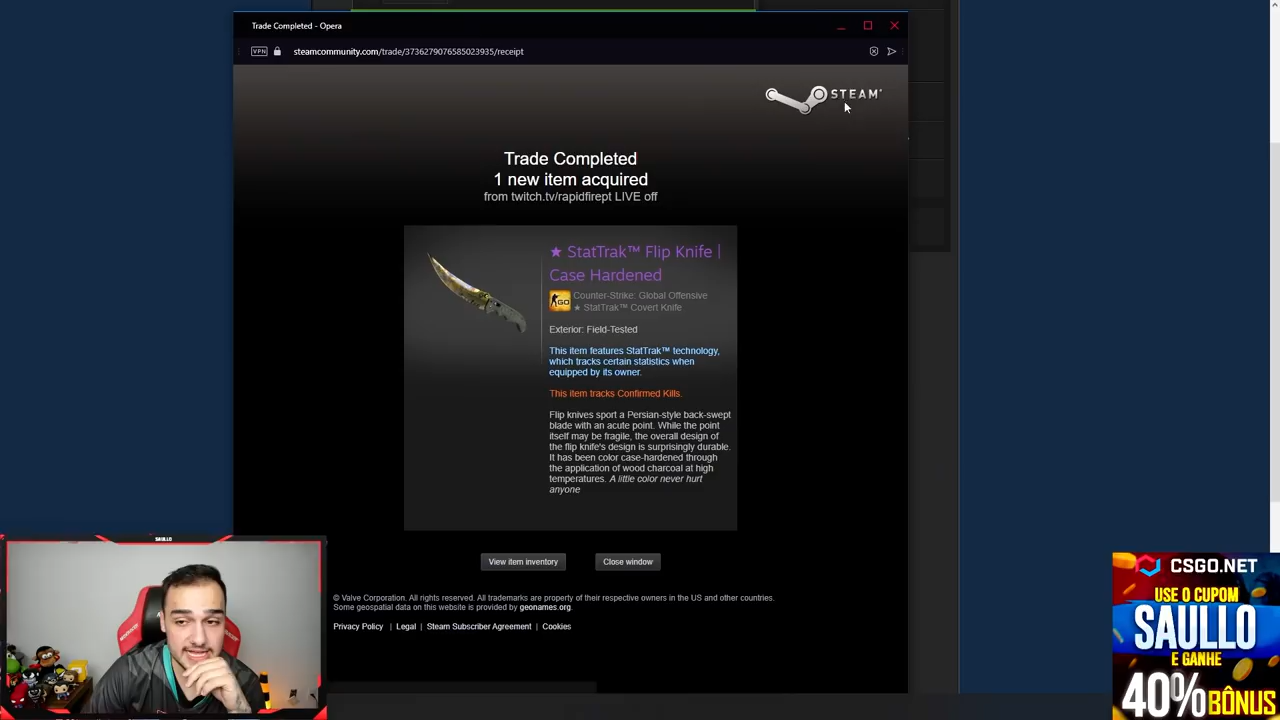 Trade Completed - Opera
VPN
steamcommunity.com/trade/3736279076585023935/receipt
STEAM
Trade Completed
1 new item acquired
from twitch.tv/rapidfirept LIVE off
★ StatTrak™ Flip Knife |
Case Hardened
GO
Counter-Strike: Global Offensive
★ StatTrak™ Covert Knife
Exterior: Field-Tested
This item features StatTrak™ technology,
which tracks certain statistics when
equipped by its owner.
This item tracks Confirmed Kills.
Flip knives sport a Persian-style back-swept
blade with an acute point. While the point
itself may be fragile, the overall design of
the flip knife's design is surprisingly durable.
It has been color case-hardened through
the application of wood charcoal at high
temperatures. A little color never hurt
anyone
View item inventory
Close window
© Valve Corporation. All rights reserved. All trademarks are property of their respective owners in the US and other countries.
Some geospatial data on this website is provided by geonames.org.
Privacy Policy | Legal | Steam Subscriber Agreement | Cookies
SAULLO
CSGO.NET
USE O CUPOM
SAULLO
E GANHE
40% BÔNUS